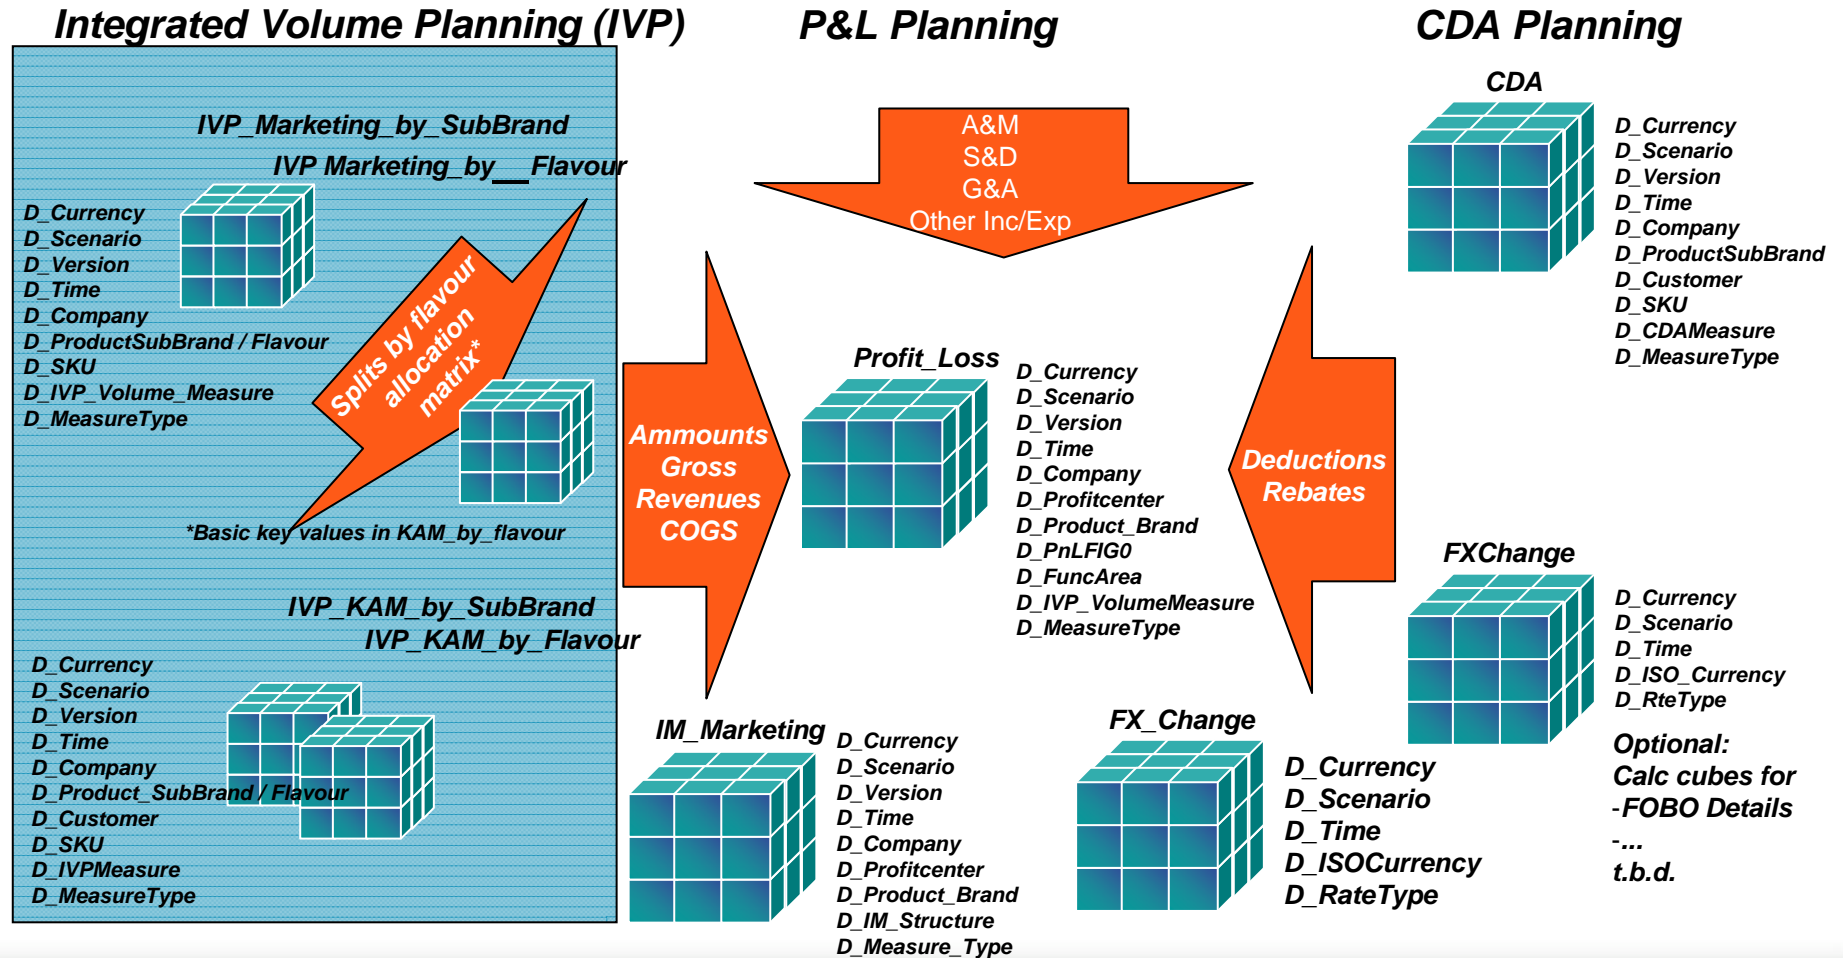 Integrated Volume Planning (IVP)
IVP_Marketing_by_SubBrand
IVP Marketing_by__Flavour
D_Currency
D_Scenario
D_Version
D_Time
D_Company
D_ProductSubBrand / Flavour
D_SKU
D_IVP_Volume_Measure
D_MeasureType
Splits by flavour
allocation
matrix*
*Basic key values in KAM_by_flavour
IVP_KAM_by_SubBrand
IVP_KAM_by_Flavour
D_Currency
D_Scenario
D_Version
D_Time
D_Company
D_Product_SubBrand / Flavour
D_Customer
D_SKU
D_IVPMeasure
D_MeasureType
P&L Planning
A&M
S&D
G&A
Other Inc/Exp
Ammounts
Gross
Revenues
COGS
Profit_Loss
D_Currency
D_Scenario
D_Version
D_Time
D_Company
D_Profitcenter
D_Product_Brand
D_PnLFIG0
D_FuncArea
D_IVP_VolumeMeasure
D_MeasureType
Deductions
Rebates
IM_Marketing
D_Currency
D_Scenario
D_Version
D_Time
D_Company
D_Profitcenter
D_Product_Brand
D_IM_Structure
D_Measure_Type
FX_Change
D_Currency
D_Scenario
D_Time
D_ISOCurrency
D_RateType
CDA Planning
CDA
D_Currency
D_Scenario
D_Version
D_Time
D_Company
D_ProductSubBrand
D_Customer
D_SKU
D_CDAMeasure
D_MeasureType
FXChange
D_Currency
D_Scenario
D_Time
D_ISO_Currency
D_RteType
Optional:
Calc cubes for
-FOBO Details
-...
t.b.d.